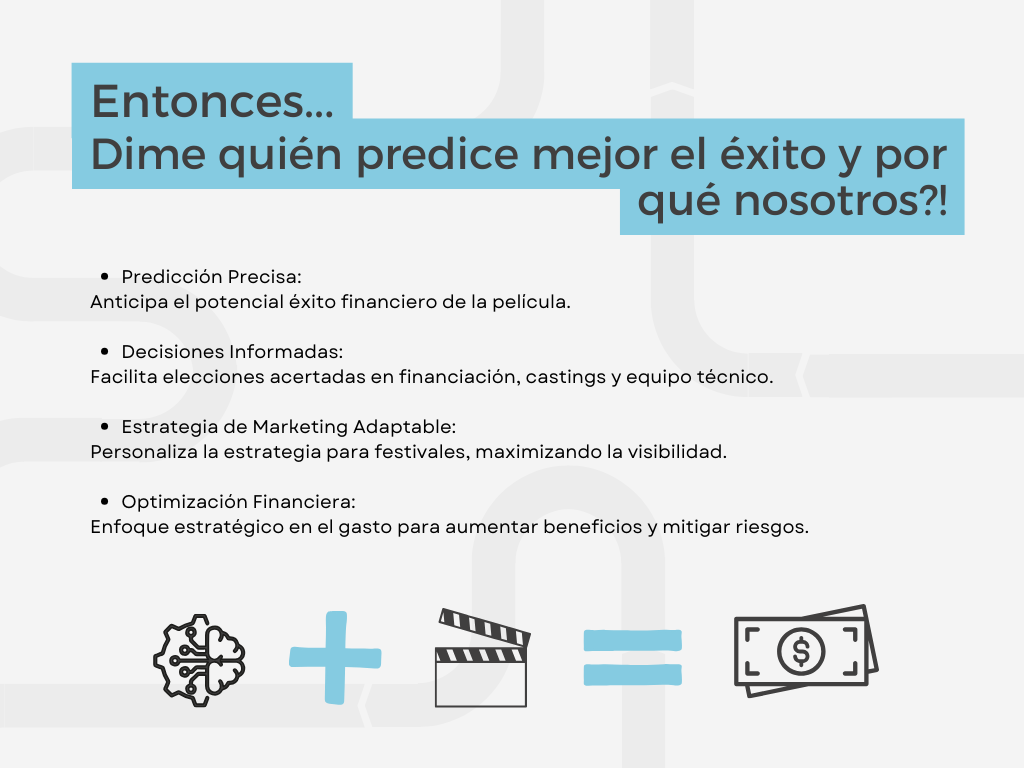 Entonces...
Dime quién predice mejor el éxito y por
qué nosotros?!
• Predicción Precisa:
Anticipa el potencial éxito financiero de la película.
• Decisiones Informadas:
Facilita elecciones acertadas en financiación, castings y equipo técnico.
• Estrategia de Marketing Adaptable:
Personaliza la estrategia para festivales, maximizando la visibilidad.
• Optimización Financiera:
Enfoque estratégico en el gasto para aumentar beneficios y mitigar riesgos.
$